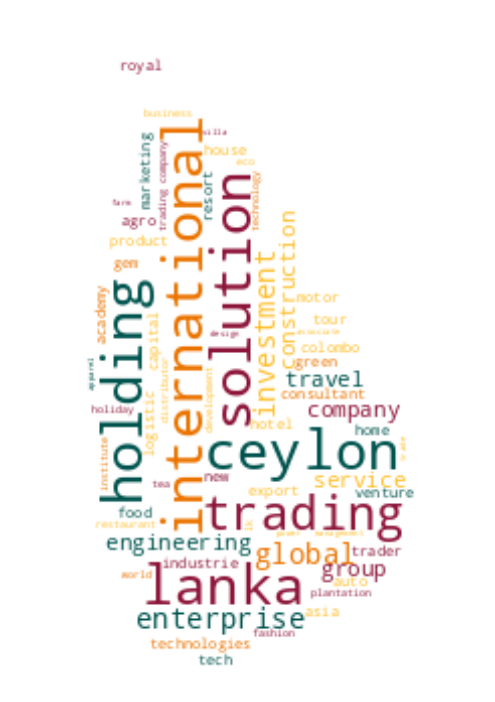 royal
business
villa
marketing
trading company
house
eco
international
resort
technology
farm
agro
solution
product
construction
investment
gem
holding
academy
capital
motor
tour
associate
design
colombo
green
apparel
distributor
development
travel
consultant
holiday
logistic
company
hotel
home
ceylon
trade
institute
tea
new
service
export
venture
food
trading
restaurant
lk
power
management
engineering
global
trader
industrie
group
world
lanka
auto
plantation
enterprise
asia
fashion
technologies
tech